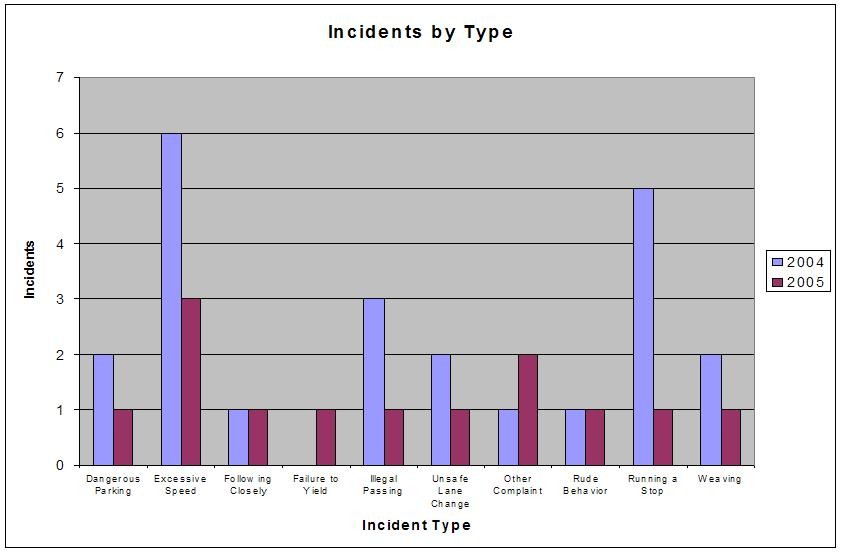 Incidents by Type
7
6
5
4
3
2
1
0
Incidents
2004
2005
Dangerous
Parking
Excessive
Speed
Following
Closely
Failure to
Yield
Illegal
Passing
Unsafe
Lane
Change
Other
Complaint
Rude
Behavior
Running a
Stop
Weaving
Incident Type